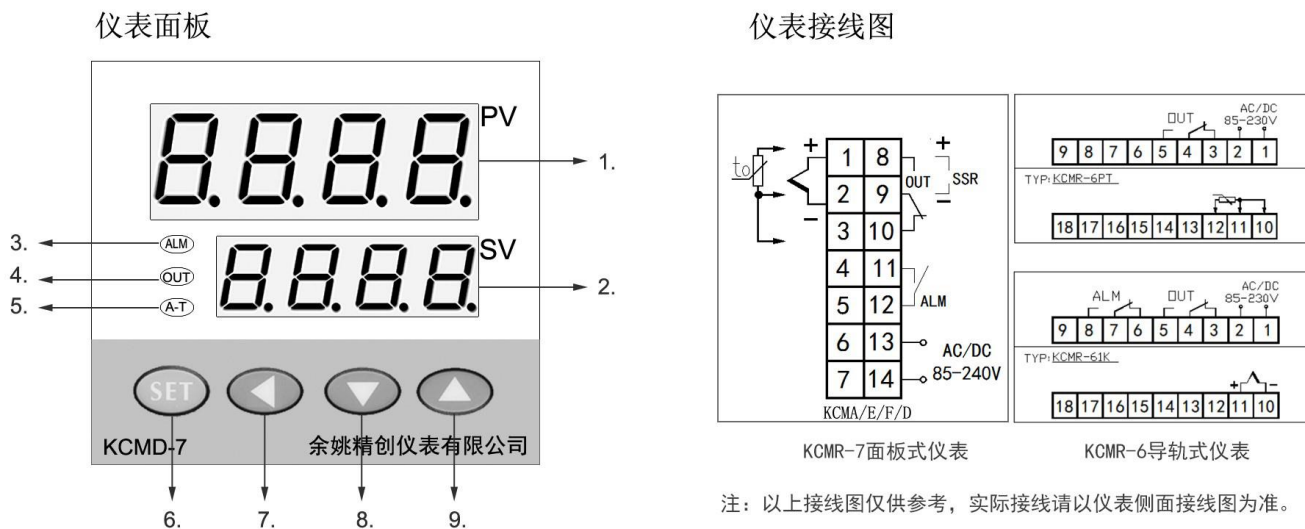 仪表面板
仪表接线图
PV
1.
SV
2.
3.
ALM
4.
OUT
5.
A-T
SET
KCMD-7
余姚精创仪表有限公司
6.
7.
8.
9.
to
+
-
1 8
2 9
3 10
4 11
5 12
6 13
7 14
OUT
+
SSR
-
ALM
AC/DC
85-240V
KCMA/E/F/D
KCMR-7面板式仪表
OUT
AC/DC
85-230V
9 8 7 6 5 4 3 2 1
TYP:KCMR-6PT
18 17 16 15 14 13 12 11 10
ALM
OUT
AC/DC
85-230V
9 8 7 6 5 4 3 2 1
TYP:KCMR-61K
+ -
18 17 16 15 14 13 12 11 10
KCMR-6导轨式仪表
注：以上接线图仅供参考，实际接线请以仪表侧面接线图为准。